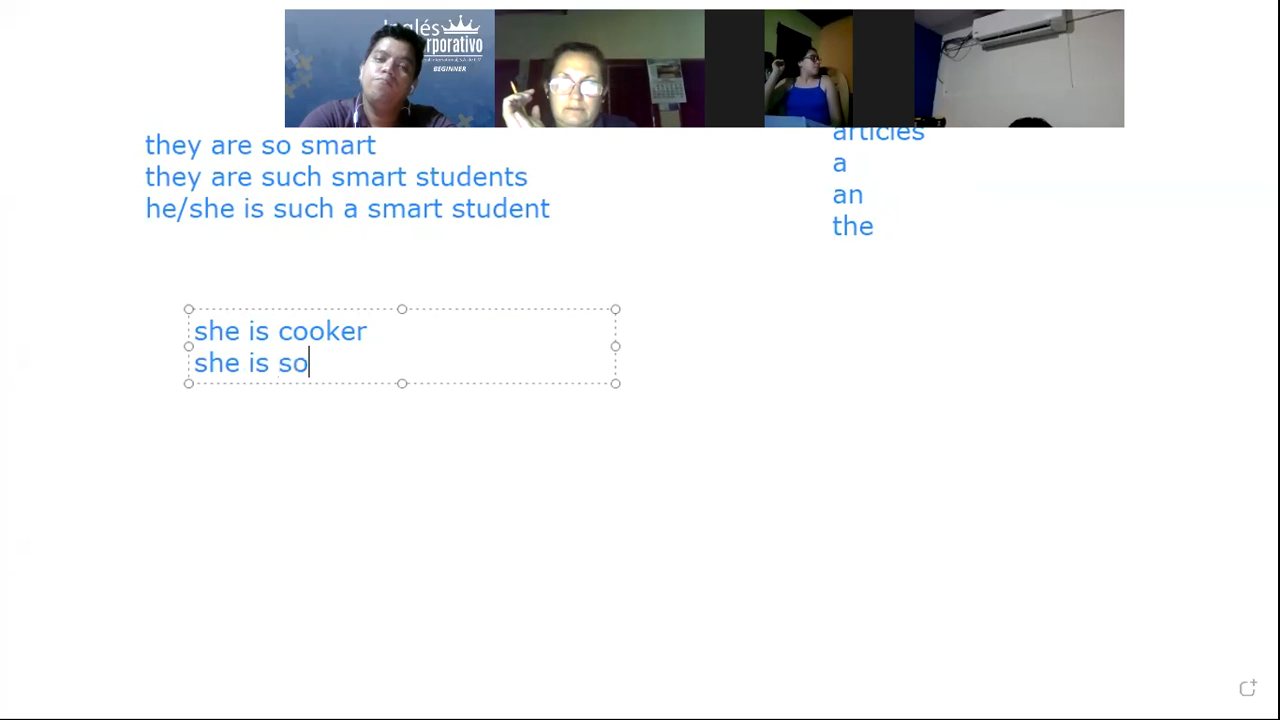 Inglés
rporativo
BEGINNER
they are so smart
they are such smart students
he/she is such a smart student
articles
a
an
the
she is cooker
she is so